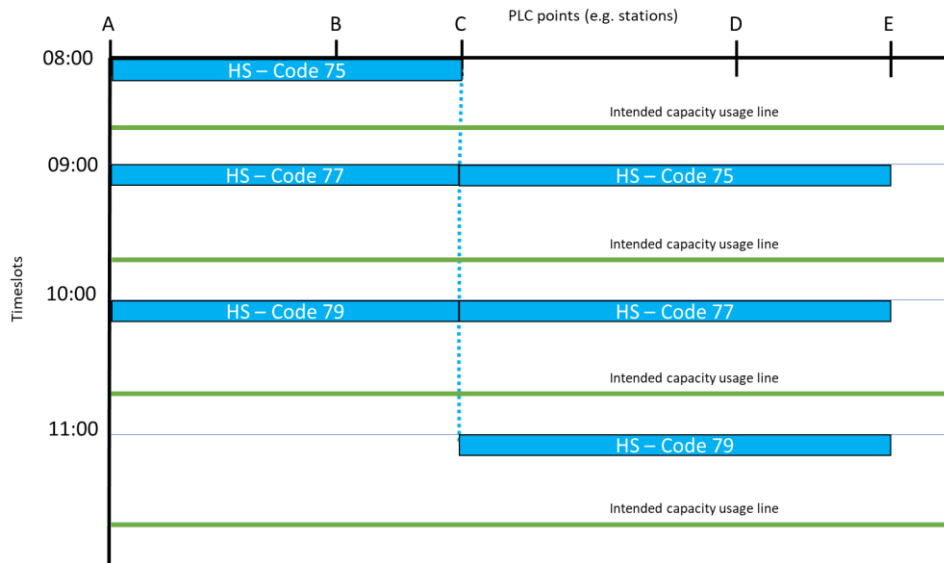 PLC points (e.g. stations)
A B C D E
08:00
HS – Code 75
Intended capacity usage line
09:00
HS – Code 77 HS – Code 75
Intended capacity usage line
Timeslots
10:00
HS – Code 79 HS – Code 77
Intended capacity usage line
11:00
HS – Code 79
Intended capacity usage line